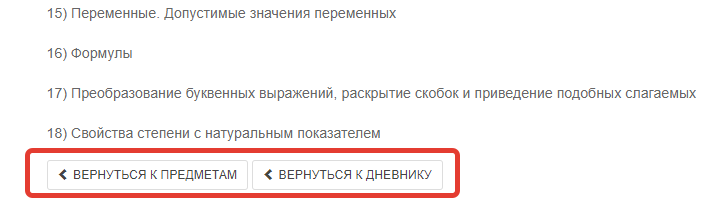 15) Переменные. Допустимые значения переменных
16) Формулы
17) Преобразование буквенных выражений, раскрытие скобок и приведение подобных слагаемых
18) Свойства степени с натуральным показателем
ВЕРНУТЬСЯ К ПРЕДМЕТАМ ВЕРНУТЬСЯ К ДНЕВНИКУ